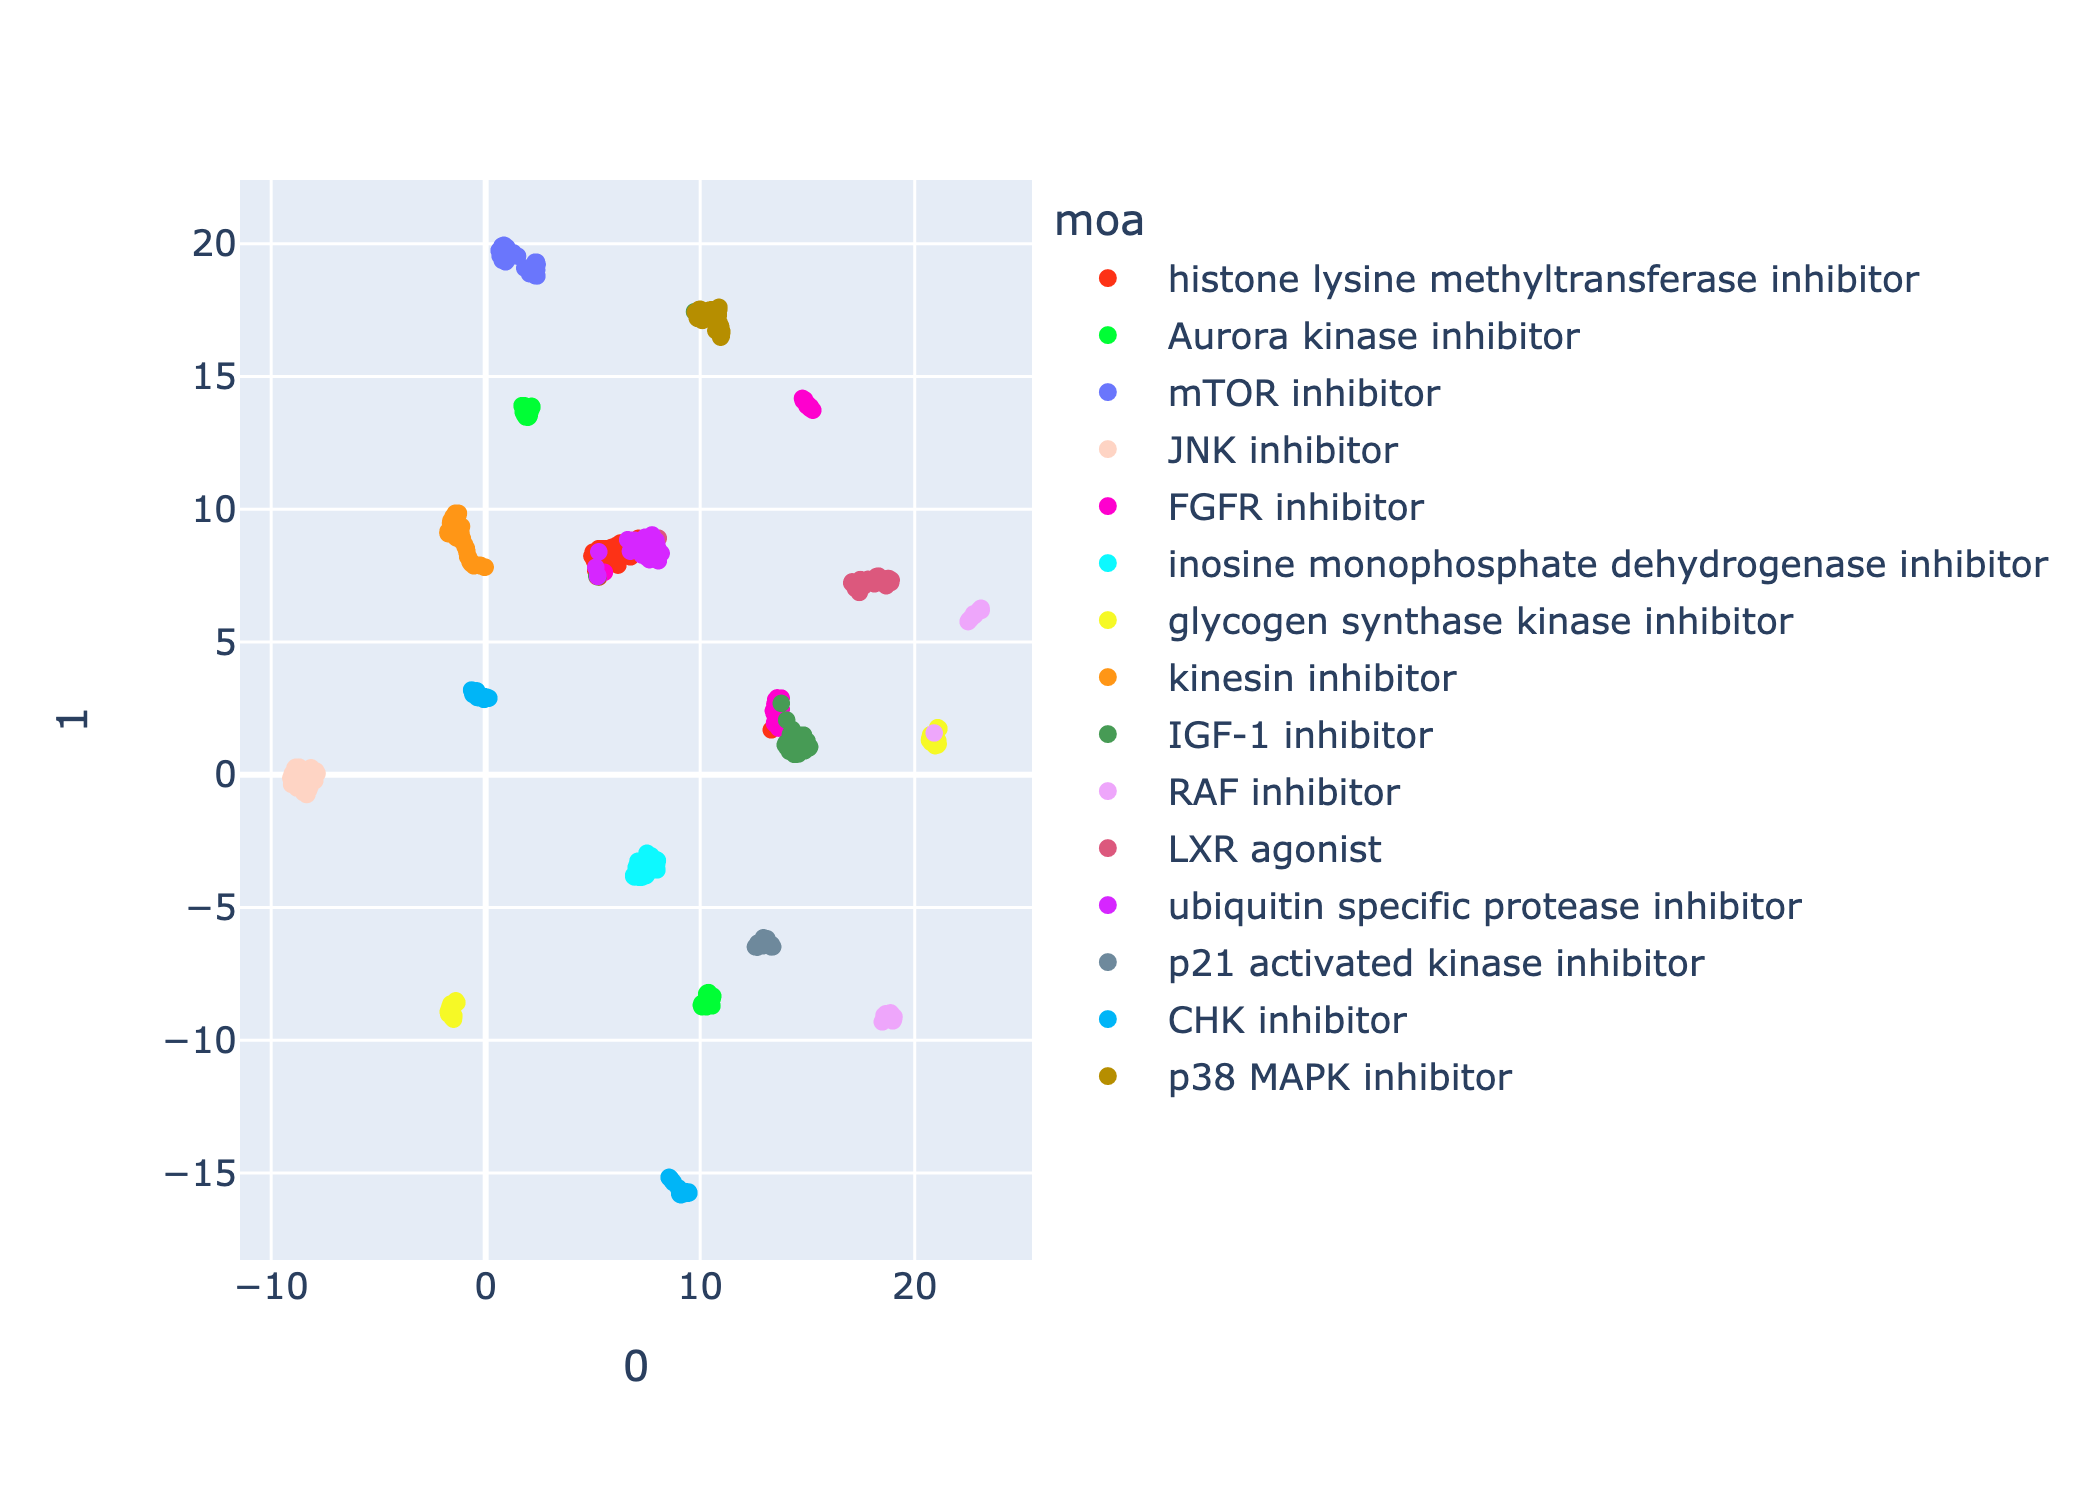 moa
histone lysine methyltransferase inhibitor
Aurora kinase inhibitor
mTOR inhibitor
JNK inhibitor
FGFR inhibitor
inosine monophosphate dehydrogenase inhibitor
glycogen synthase kinase inhibitor
kinesin inhibitor
IGF-1 inhibitor
RAF inhibitor
LXR agonist
ubiquitin specific protease inhibitor
p21 activated kinase inhibitor
CHK inhibitor
p38 MAPK inhibitor
20
15
10
5
0
−5
−10
−15
1
−10 0 10 20
0